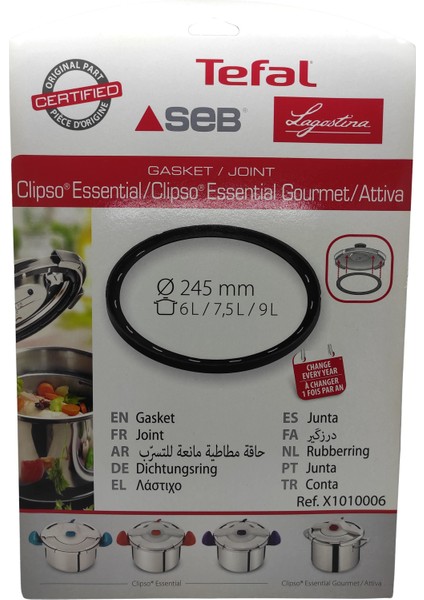 ORIGINAL PART
CERTIFIED
PIÈCE D'ORIGINE
Tefal
SEB
Lagostina
GASKET / JOINT
Clipso® Essential/Clipso® Essential Gourmet/Attiva
Ø 245 mm
6L / 7,5L / 9L
CHANGE
EVERY YEAR
À CHANGER
1 FOIS PAR AN
EN Gasket
FR Joint
AR حافة مطاطية مانعة للتسرّب
DE Dichtungsring
EL Λάστιχο
ES Junta
FA درزگیر
NL Rubberring
PT Junta
TR Conta
Ref. X1010006
Clipso® Essential
Clipso® Essential Gourmet/Attiva